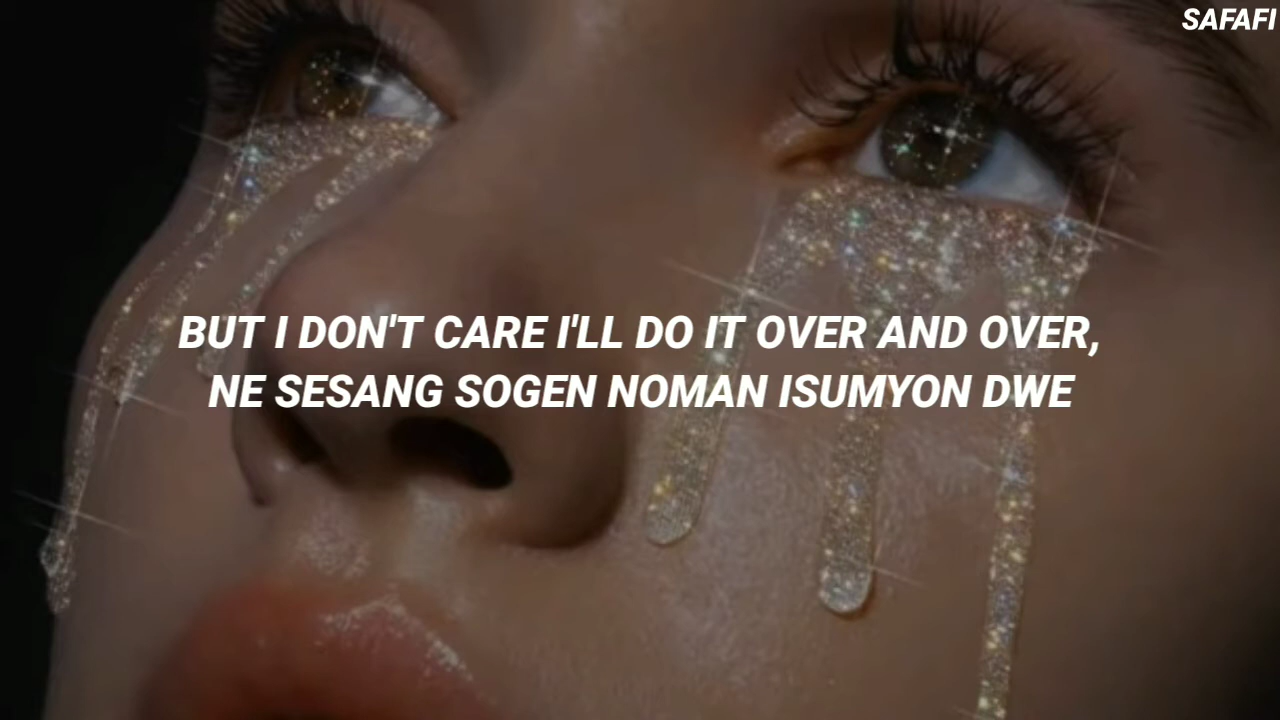 SAFAFI
BUT I DON'T CARE I'LL DO IT OVER AND OVER,
NE SESANG SOGEN NOMAN ISUMYON DWE